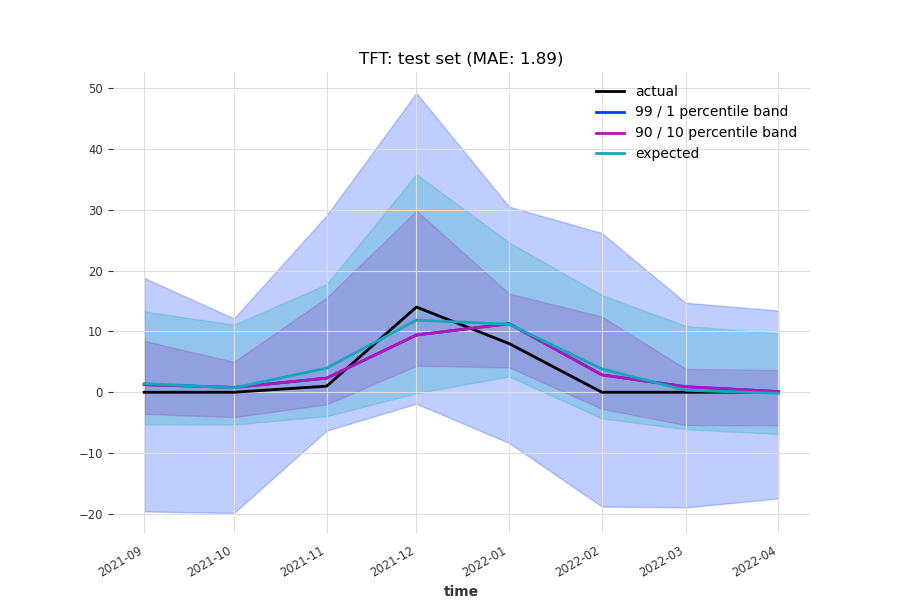 TFT: test set (MAE: 1.89)
actual
99 / 1 percentile band
90 / 10 percentile band
expected
50
40
30
20
10
0
−10
−20
2021-09
2021-10
2021-11
2021-12
2022-01
2022-02
2022-03
2022-04
time